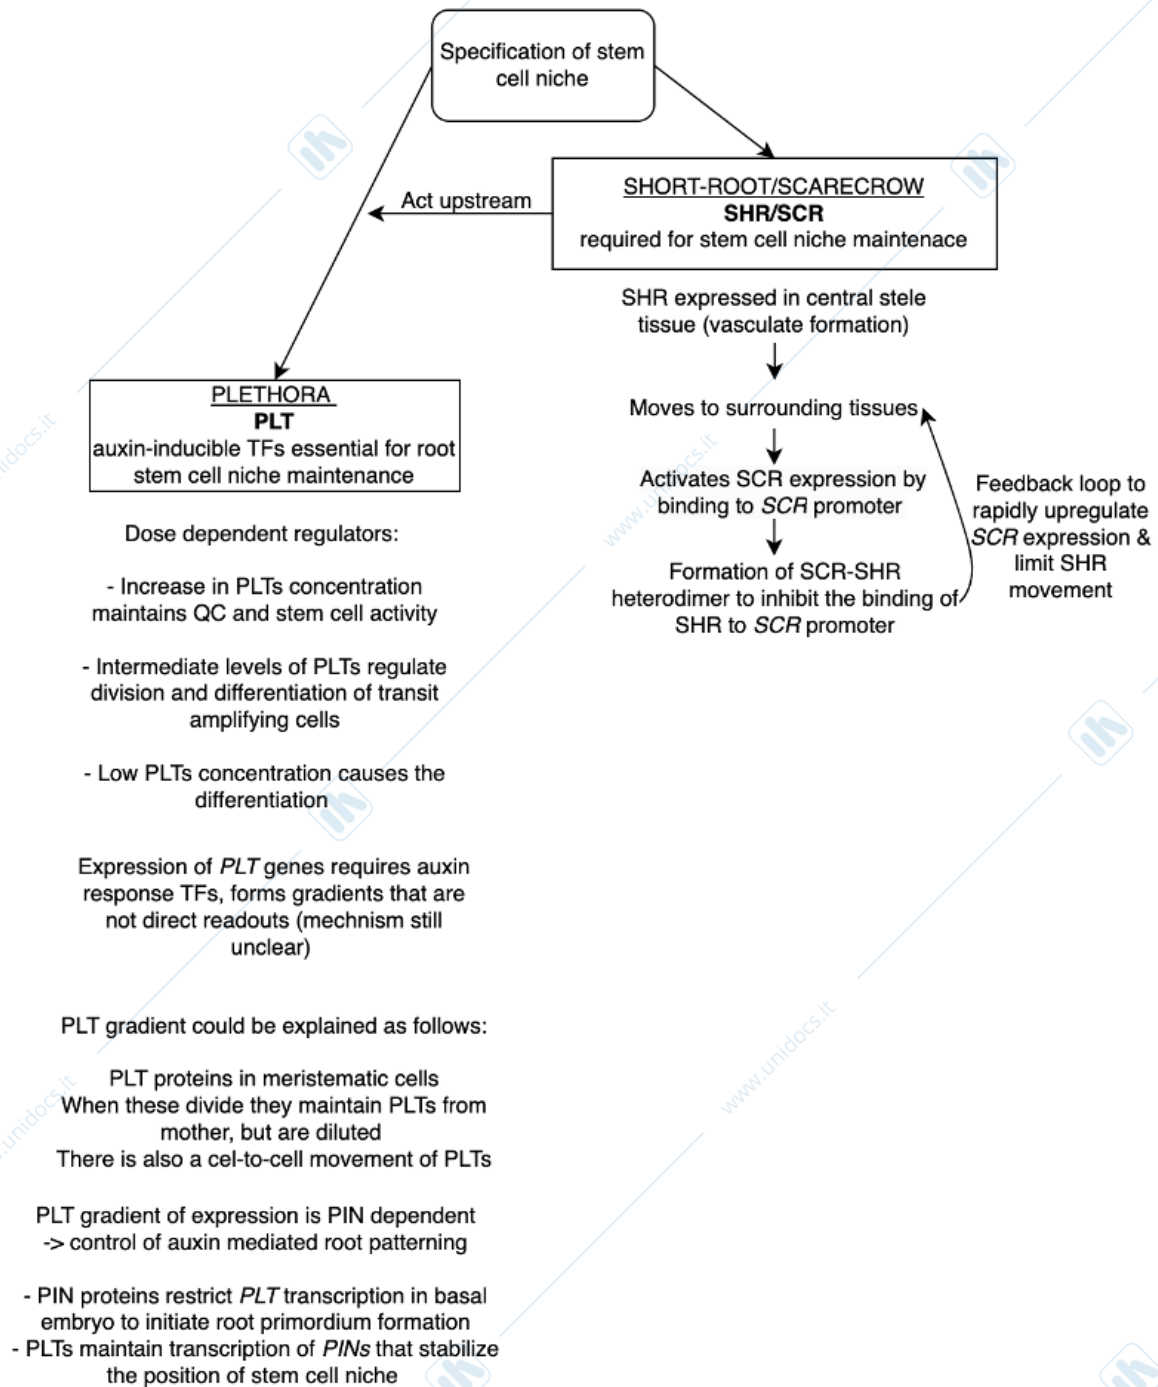 Specification of stem
cell niche
Act upstream
SHORT-ROOT/SCARECROW
SHR/SCR
required for stem cell niche maintenace
SHR expressed in central stele
tissue (vasculate formation)
Moves to surrounding tissues
Activates SCR expression by
binding to SCR promoter
Formation of SCR-SHR
heterodimer to inhibit the binding of
SHR to SCR promoter
Feedback loop to
rapidly upregulate
SCR expression &
limit SHR
movement
PLETHORA
PLT
auxin-inducible TFs essential for root
stem cell niche maintenance
Dose dependent regulators:
- Increase in PLTs concentration
maintains QC and stem cell activity
- Intermediate levels of PLTs regulate
division and differentiation of transit
amplifying cells
- Low PLTs concentration causes the
differentiation
Expression of PLT genes requires auxin
response TFs, forms gradients that are
not direct readouts (mechnism still
unclear)
PLT gradient could be explained as follows:
PLT proteins in meristematic cells
When these divide they maintain PLTs from
mother, but are diluted
There is also a cel-to-cell movement of PLTs
PLT gradient of expression is PIN dependent
-> control of auxin mediated root patterning
- PIN proteins restrict PLT transcription in basal
embryo to initiate root primordium formation
- PLTs maintain transcription of PINs that stabilize
the position of stem cell niche
www.unidocs.it
www.unidocs.it
nidocs.it
w.unidocs.it